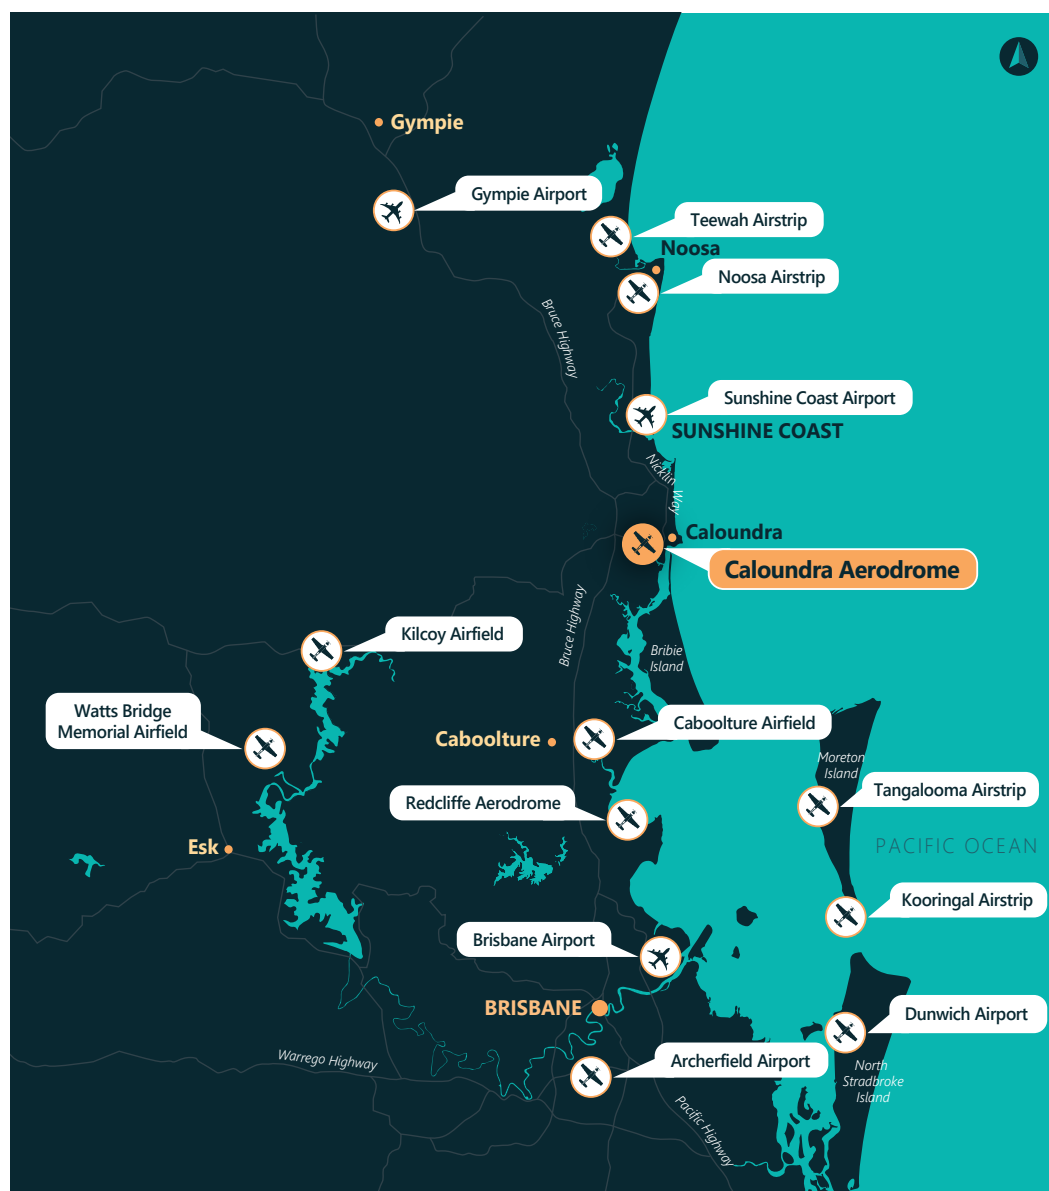 Gympie
Gympie Airport
Teewah Airstrip
Noosa
Noosa Airstrip
Bruce Highway
Sunshine Coast Airport
SUNSHINE COAST
Nicklin Way
Caloundra
Caloundra Aerodrome
Bruce Highway
Kilcoy Airfield
Bribie
Island
Watts Bridge
Memorial Airfield
Caboolture Airfield
Caboolture
Moreton
Island
Tangalooma Airstrip
Redcliffe Aerodrome
Esk
PACIFIC OCEAN
Kooringal Airstrip
Brisbane Airport
BRISBANE
Dunwich Airport
Warrego Highway
Archerfield Airport
North
Stradbroke
Island
Pacific Highway